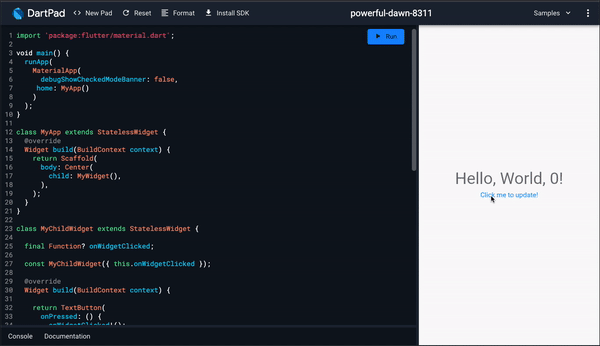 DartPad
New Pad
Reset
Format
Install SDK
powerful-dawn-8311
Samples
Run
1 import 'package:flutter/material.dart';
2
3 void main() {
4 runApp(
5 MaterialApp(
6 debugShowCheckedModeBanner: false,
7 home: MyApp()
8 )
9 );
10 }
11
12 class MyApp extends StatelessWidget {
13 @override
14 Widget build(BuildContext context) {
15 return Scaffold(
16 body: Center(
17 child: MyWidget(),
18 ),
19 );
20 }
21 }
22
23 class MyChildWidget extends StatelessWidget {
24
25 final Function? onWidgetClicked;
26
27 const MyChildWidget({ this.onWidgetClicked });
28
29 @override
30 Widget build(BuildContext context) {
31
32 return TextButton(
33 onPressed: () {
34 onWidgetClicked!();
Hello, World, 0!
Click me to update!
Console
Documentation